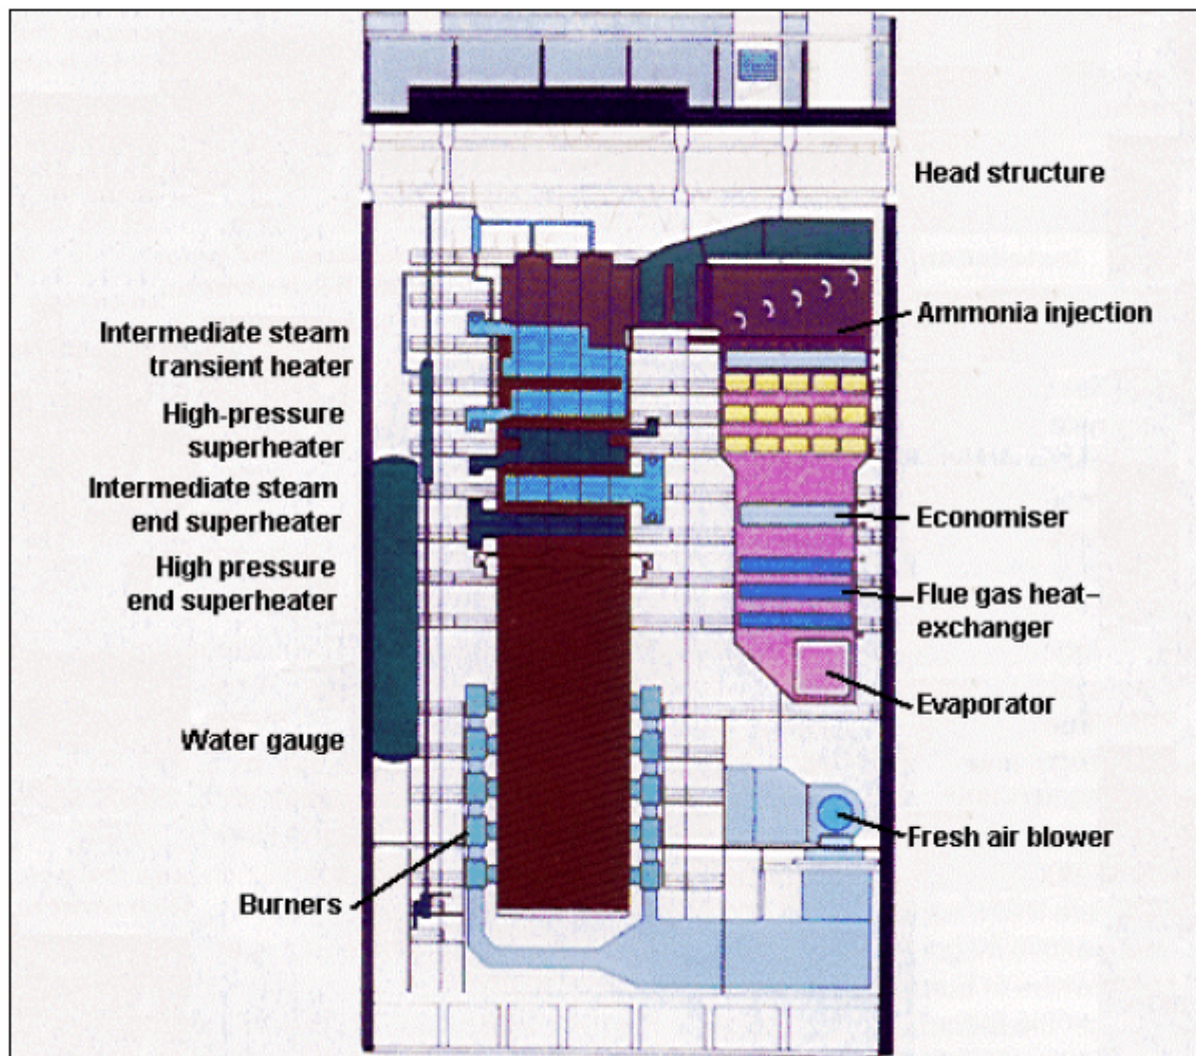 Head structure
Ammonia injection
Intermediate steam
transient heater
High-pressure
superheater
Intermediate steam
end superheater
Economiser
High pressure
end superheater
Flue gas heat–
exchanger
Evaporator
Water gauge
Fresh air blower
Burners